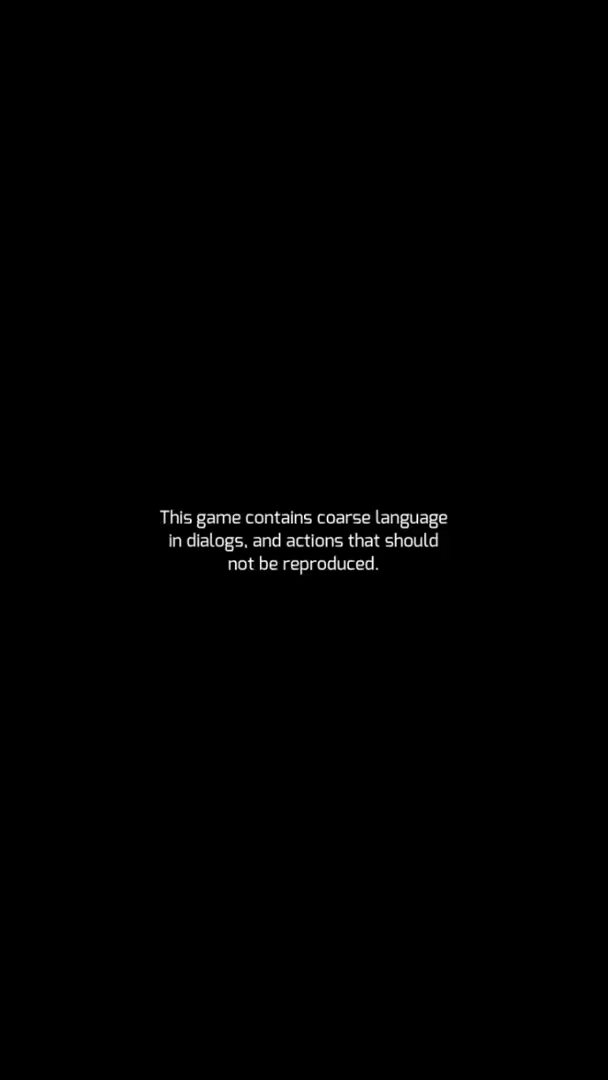 This game contains coarse language
in dialogs, and actions that should
not be reproduced.